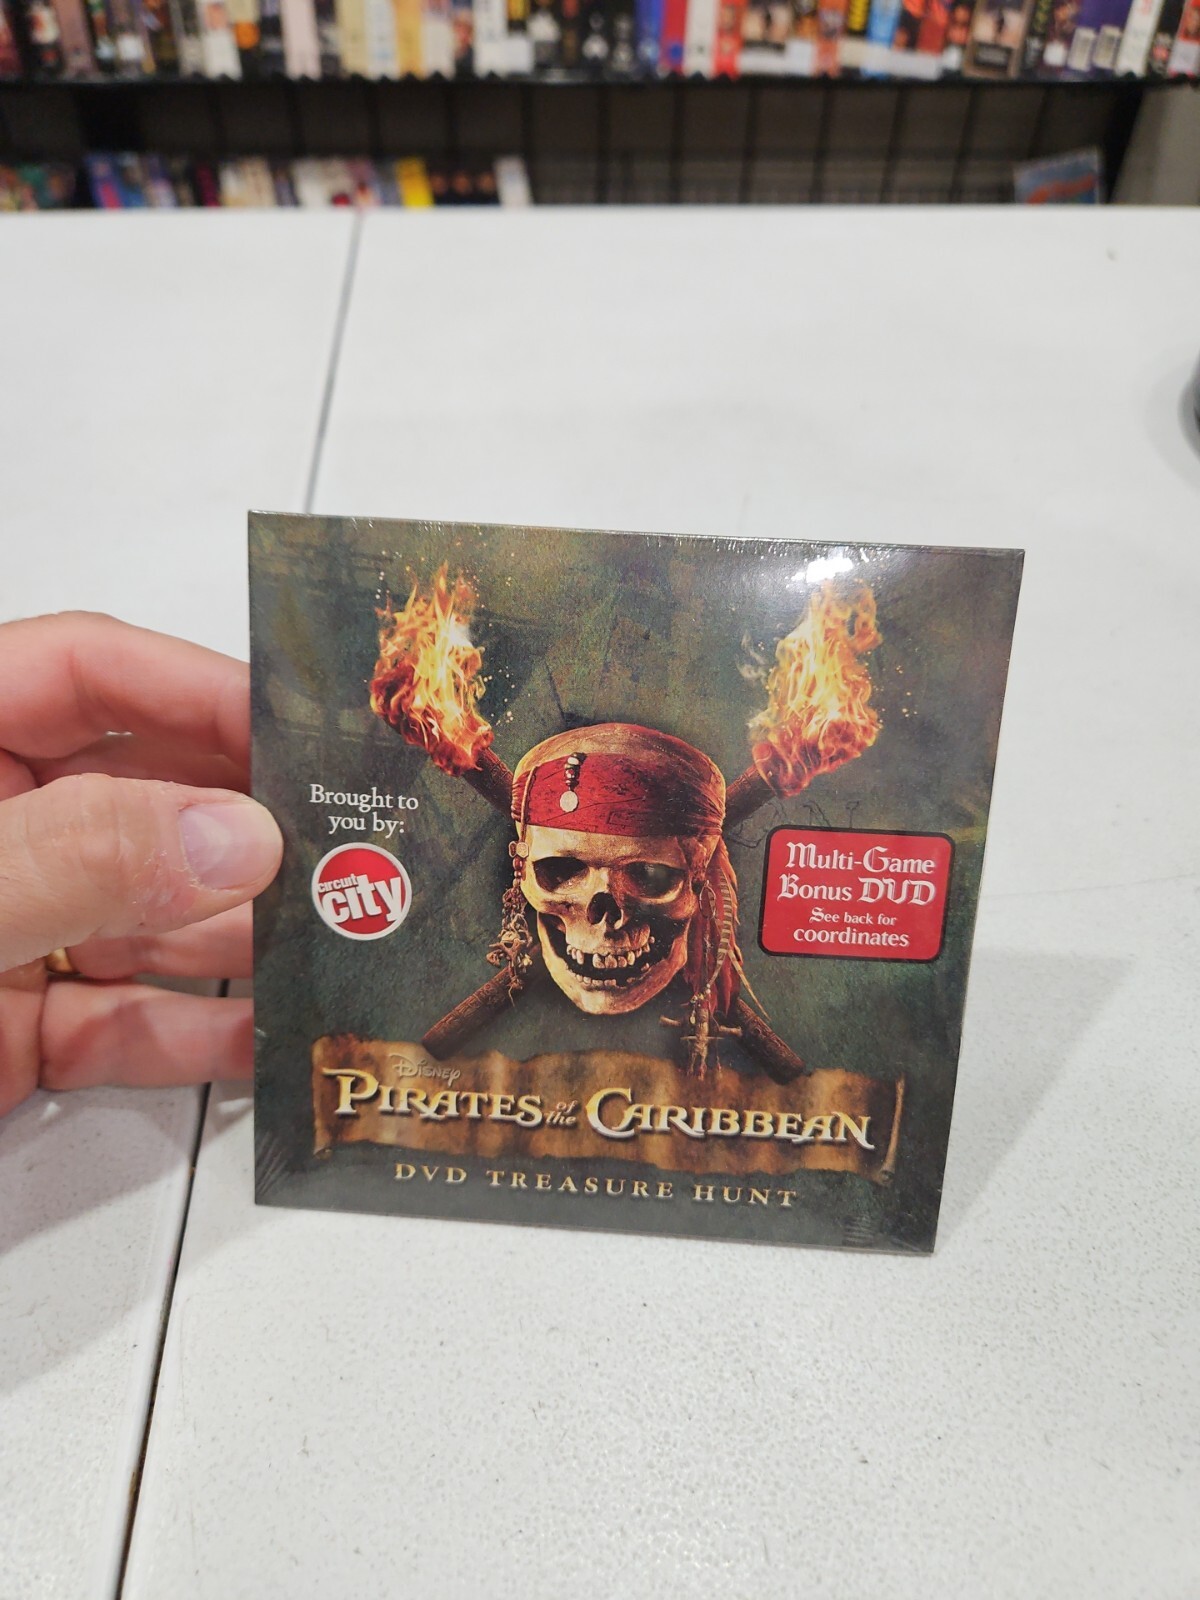 Brought to
you by:
circuit
city
Multi-Game
Bonus DVD
See back for
coordinates
Disney
PIRATES of the CARIBBEAN
DVD TREASURE HUNT